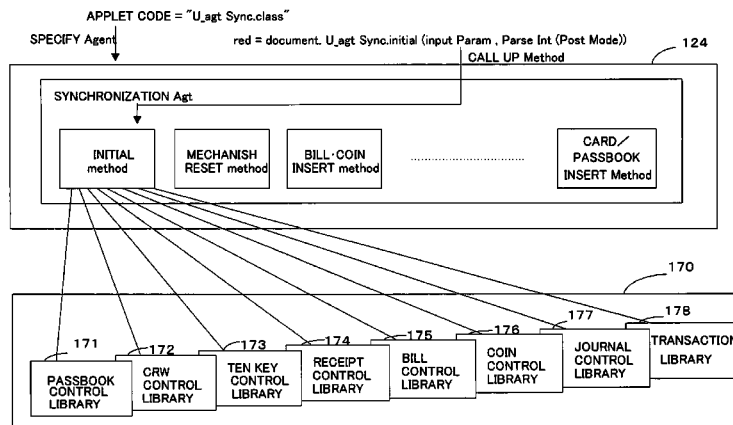 APPLET CODE = "U_agt Sync.class"
SPECIFY Agent
red = document. U_agt Sync.initial (input Param , Parse Int (Post Mode))
CALL UP Method
124
SYNCHRONIZATION Agt
INITIAL
method
MECHANISH
RESET method
BILL·COIN
INSERT method
CARD/
PASSBOOK
INSERT Method
170
171
172
173
174
175
176
177
178
PASSBOOK
CONTROL
LIBRARY
CRW
CONTROL
LIBRARY
TEN KEY
CONTROL
LIBRARY
RECEIPT
CONTROL
LIBRARY
BILL
CONTROL
LIBRARY
COIN
CONTROL
LIBRARY
JOURNAL
CONTROL
LIBRARY
TRANSACTION
LIBRARY